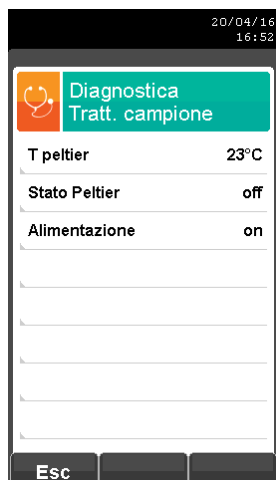 20/04/16
16:52
Diagnostica
Tratt. campione
T peltier 23°C
Stato Peltier off
Alimentazione on
Esc